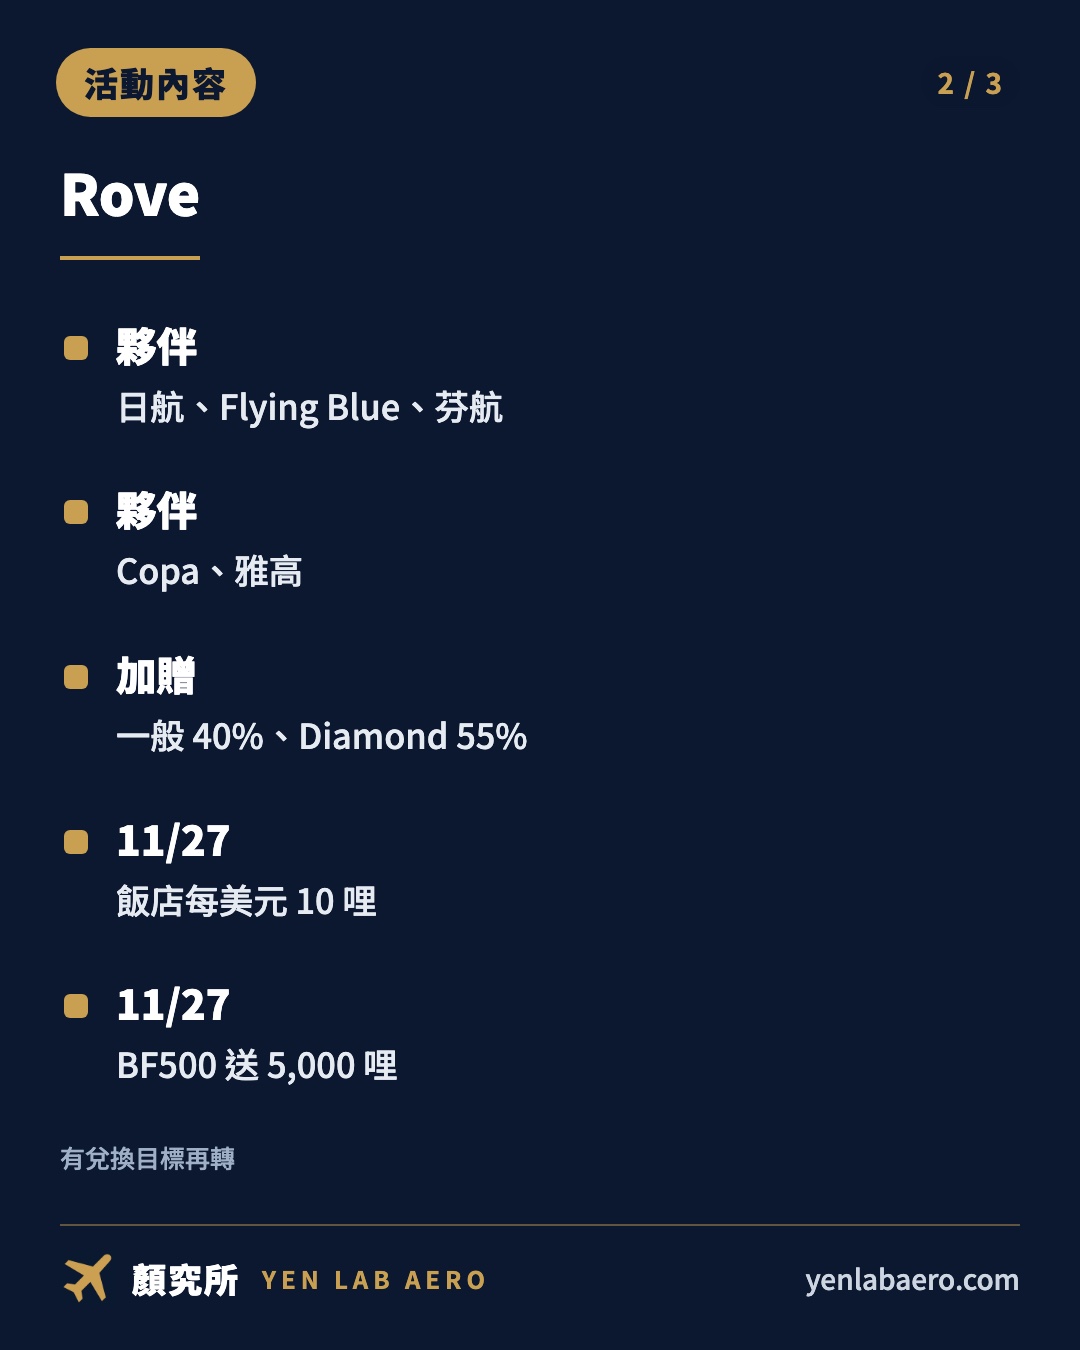 活動內容
2 / 3
Rove
夥伴
日航、Flying Blue、芬航
夥伴
Copa、雅高
加贈
一般 40%、Diamond 55%
11/27
飯店每美元 10 哩
11/27
BF500 送 5,000 哩
有兌換目標再轉
顏究所 YEN LAB AERO
yenlabaero.com